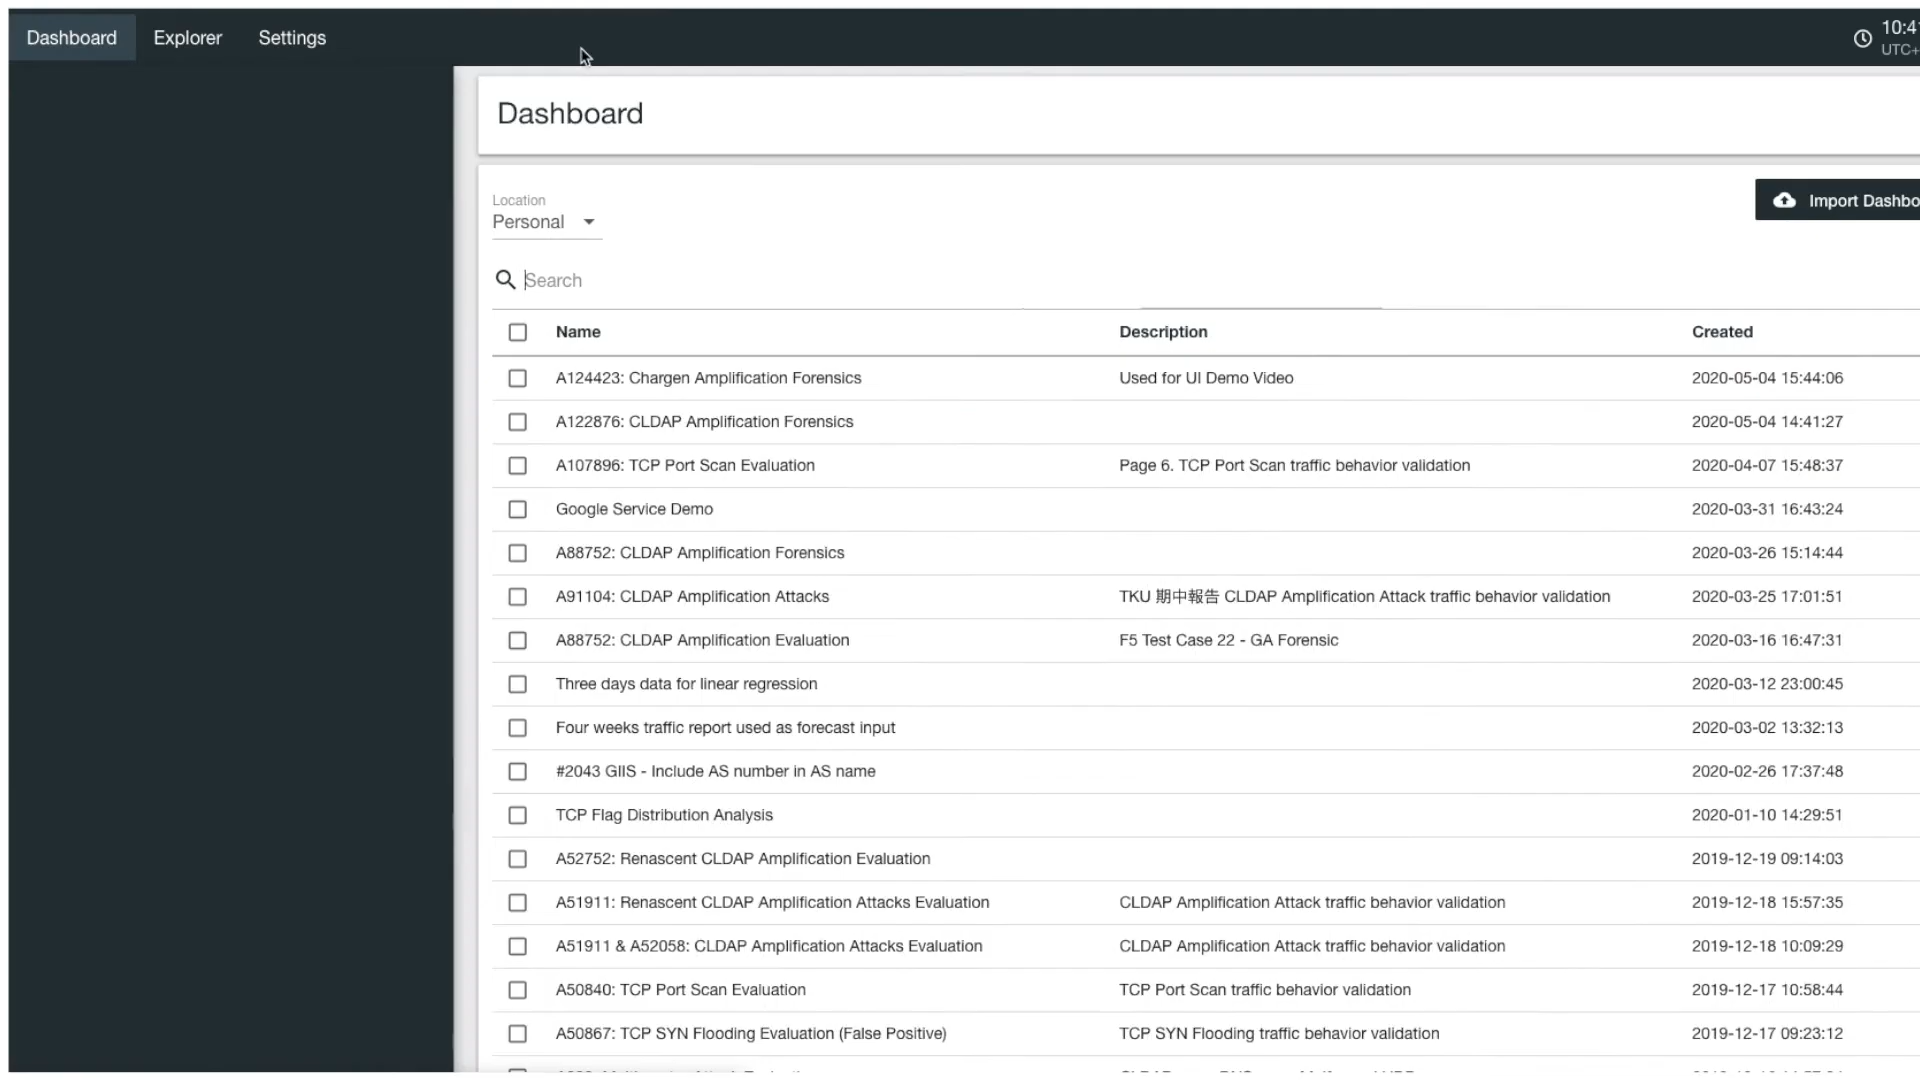 Dashboard Explorer Settings
10:4
UTC+
Dashboard
Location
Personal
Import Dashbo
Search
Name Description Created
A124423: Chargen Amplification Forensics Used for UI Demo Video 2020-05-04 15:44:06
A122876: CLDAP Amplification Forensics 2020-05-04 14:41:27
A107896: TCP Port Scan Evaluation Page 6. TCP Port Scan traffic behavior validation 2020-04-07 15:48:37
Google Service Demo 2020-03-31 16:43:24
A88752: CLDAP Amplification Forensics 2020-03-26 15:14:44
A91104: CLDAP Amplification Attacks TKU 期中報告 CLDAP Amplification Attack traffic behavior validation 2020-03-25 17:01:51
A88752: CLDAP Amplification Evaluation F5 Test Case 22 - GA Forensic 2020-03-16 16:47:31
Three days data for linear regression 2020-03-12 23:00:45
Four weeks traffic report used as forecast input 2020-03-02 13:32:13
#2043 GIIS - Include AS number in AS name 2020-02-26 17:37:48
TCP Flag Distribution Analysis 2020-01-10 14:29:51
A52752: Renascent CLDAP Amplification Evaluation 2019-12-19 09:14:03
A51911: Renascent CLDAP Amplification Attacks Evaluation CLDAP Amplification Attack traffic behavior validation 2019-12-18 15:57:35
A51911 & A52058: CLDAP Amplification Attacks Evaluation CLDAP Amplification Attack traffic behavior validation 2019-12-18 10:09:29
A50840: TCP Port Scan Evaluation TCP Port Scan traffic behavior validation 2019-12-17 10:58:44
A50867: TCP SYN Flooding Evaluation (False Positive) TCP SYN Flooding traffic behavior validation 2019-12-17 09:23:12